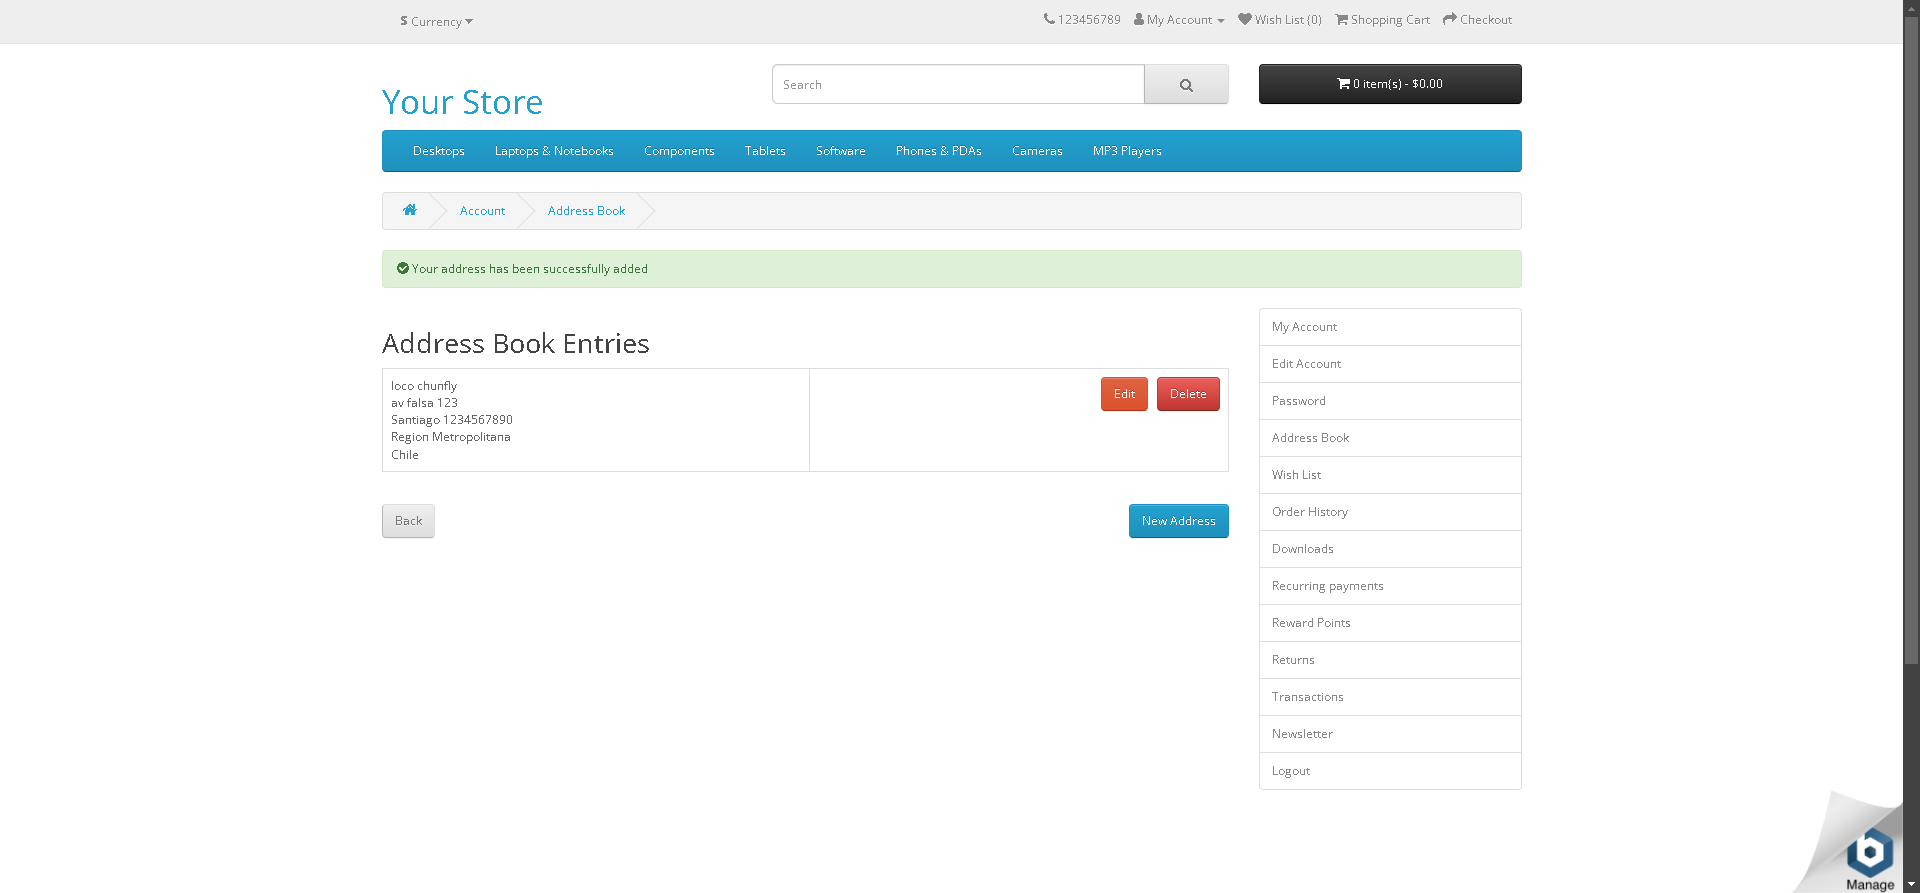 $ Currency
123456789 My Account Wish List (0) Shopping Cart Checkout
Your Store
Search
0 item(s) - $0.00
Desktops Laptops & Notebooks Components Tablets Software Phones & PDAs Cameras MP3 Players
Account Address Book
Your address has been successfully added
Address Book Entries
loco chunfly
av falsa 123
Santiago 1234567890
Region Metropolitana
Chile
Edit Delete
Back
New Address
My Account
Edit Account
Password
Address Book
Wish List
Order History
Downloads
Recurring payments
Reward Points
Returns
Transactions
Newsletter
Logout
Manage